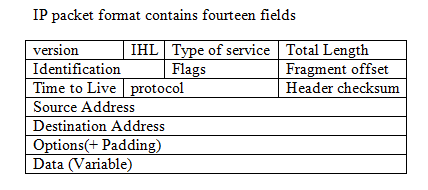 IP packet format contains fourteen fields
version IHL Type of service Total Length
Identification Flags Fragment offset
Time to Live protocol Header checksum
Source Address
Destination Address
Options(+ Padding)
Data (Variable)